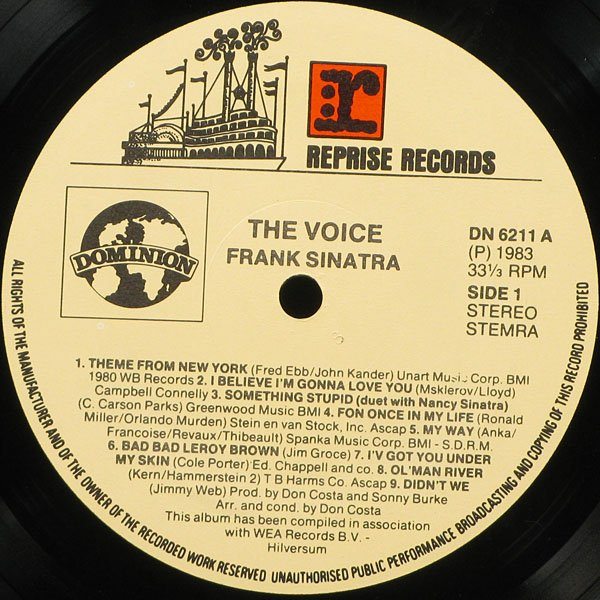 r
REPRISE RECORDS
DOMINION
THE VOICE
FRANK SINATRA
DN 6211 A
(P) 1983
33⅓ RPM
SIDE 1
STEREO
STEMRA
1. THEME FROM NEW YORK (Fred Ebb/John Kander) Unart Music Corp. BMI
1980 WB Records 2. I BELIEVE I'M GONNA LOVE YOU (Msklerov/Lloyd)
Campbell Connelly 3. SOMETHING STUPID (duet with Nancy Sinatra)
(C. Carson Parks) Greenwood Music BMI 4. FON ONCE IN MY LIFE (Ronald
Miller/Orlando Murden) Stein en van Stock, Inc. Ascap 5. MY WAY (Anka/
Francoise/Revaux/Thibeault) Spanka Music Corp. BMI - S.D.R.M.
6. BAD BAD LEROY BROWN (Jim Groce) 7. I'V GOT YOU UNDER
MY SKIN (Cole Porter) Ed. Chappell and co. 8. OL'MAN RIVER
(Kern/Hammerstein 2) T B Harms Co. Ascap 9. DIDN'T WE
(Jimmy Web) Prod. by Don Costa and Sonny Burke
Arr. and cond. by Don Costa
This album has been compiled in association
with WEA Records B.V. -
Hilversum
ALL RIGHTS OF THE MANUFACTURER AND OF THE OWNER OF THE RECORDED WORK RESERVED UNAUTHORISED PUBLIC PERFORMANCE BROADCASTING AND COPYING OF THIS RECORD PROHIBITED